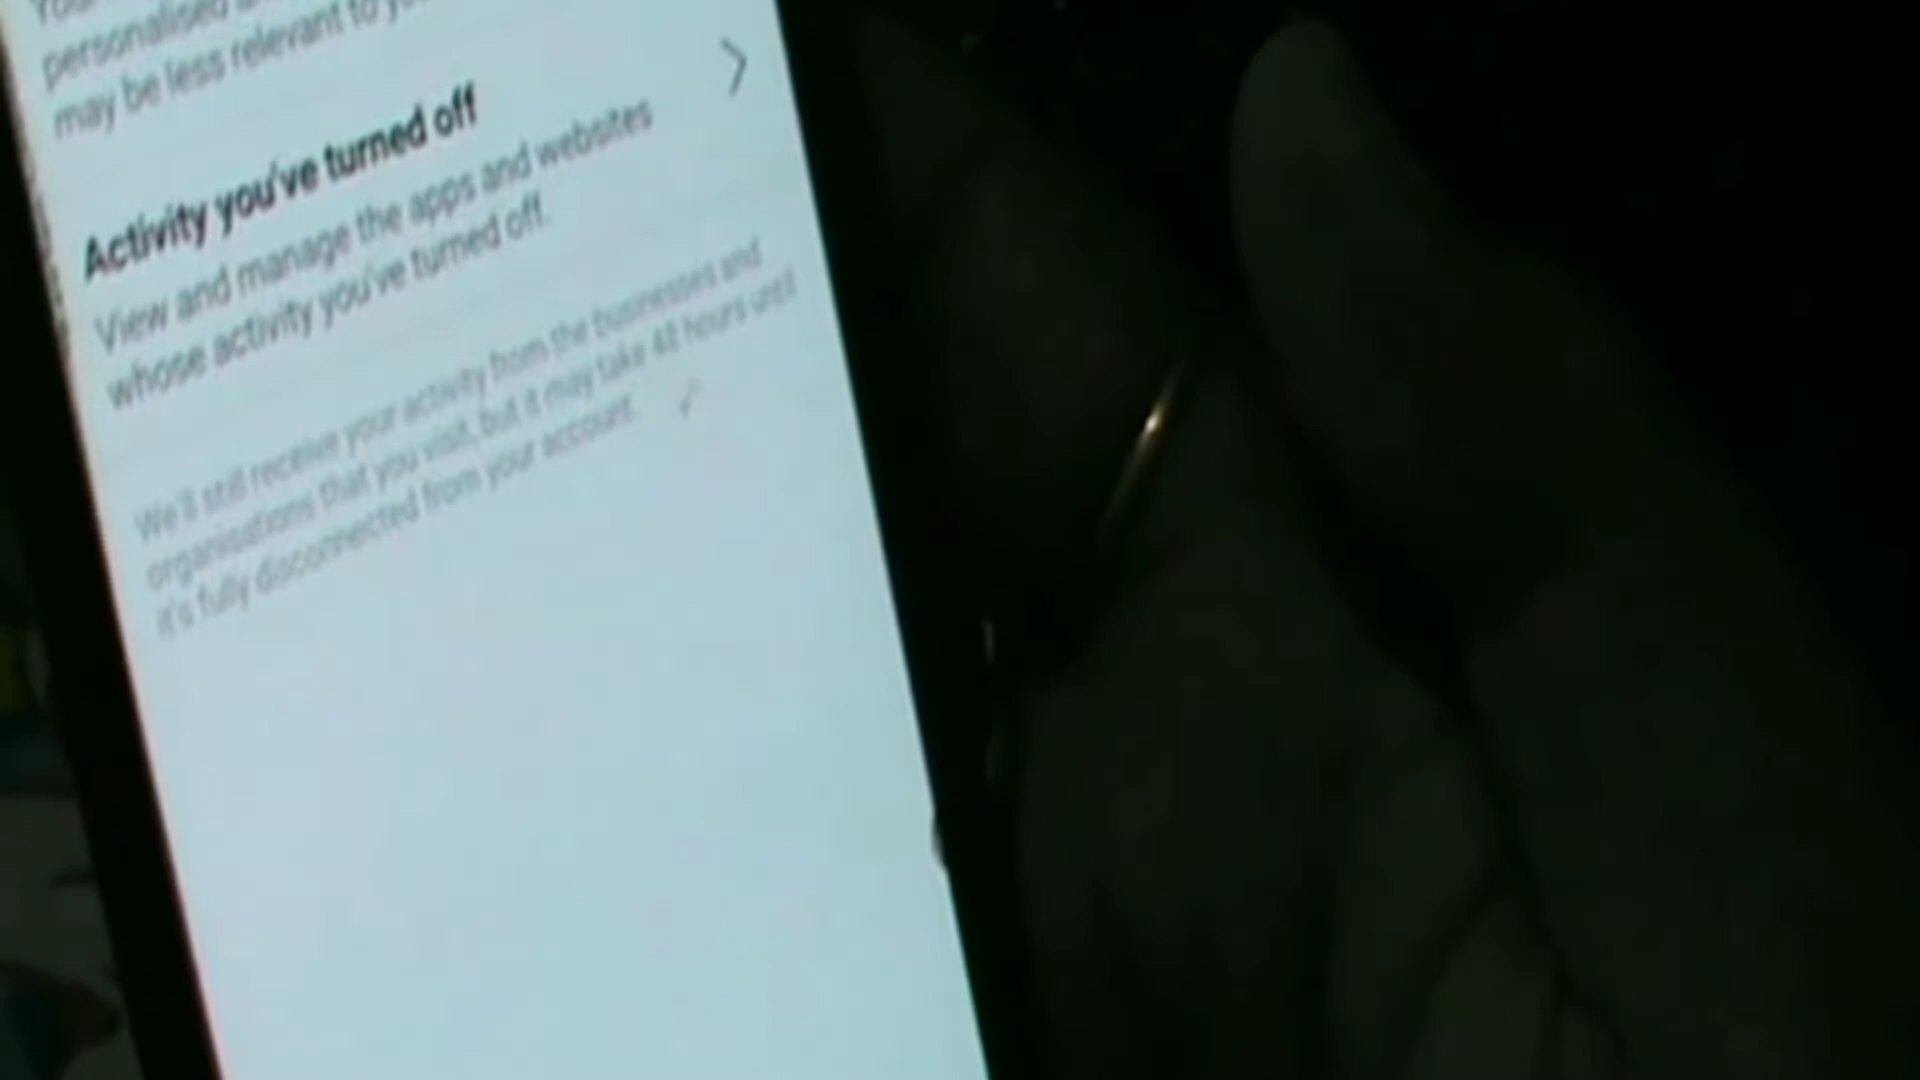 Your
personalised
may be less relevant to
Activity you've turned off
View and manage the apps and websites
whose activity you've turned off.
We'll still receive your activity from the businesses and
organisations that you visit, but it may take 48 hours until
it's fully disconnected from your account.